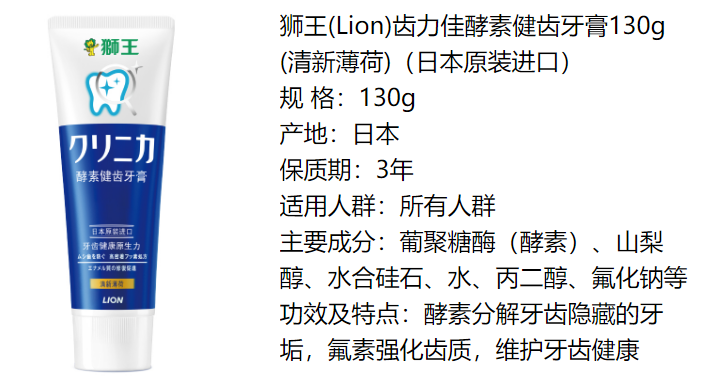 獅王
クリニカ
酵素健齿牙膏
日本原装进口
牙齿健康原生力
ムシ歯を防ぐ 高密着フッ素処方
エナメル質の修復促進
清新薄荷
LION
狮王(Lion)齿力佳酵素健齿牙膏130g
(清新薄荷)（日本原装进口）
规 格：130g
产地：日本
保质期：3年
适用人群：所有人群
主要成分：葡聚糖酶（酵素）、山梨
醇、水合硅石、水、丙二醇、氟化钠等
功效及特点：酵素分解牙齿隐藏的牙
垢，氟素强化齿质，维护牙齿健康